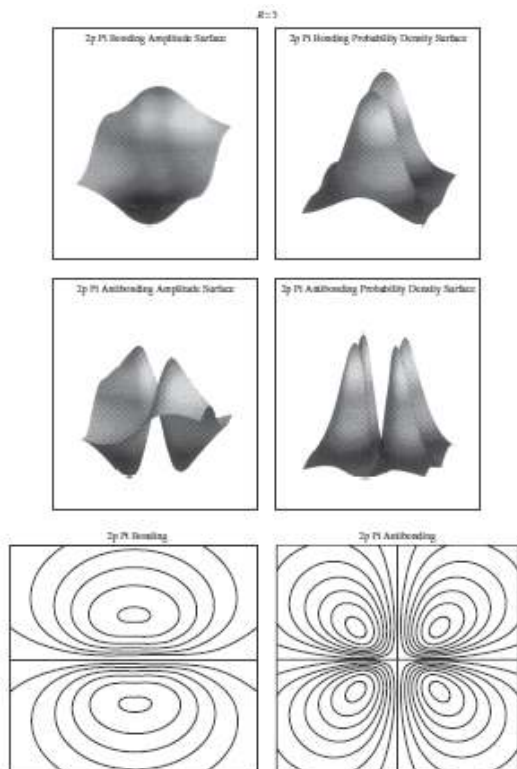 R=5
2p Pi Bonding Amplitude Surface
2p Pi Bonding Probability Density Surface
2p Pi Antibonding Amplitude Surface
2p Pi Antibonding Probability Density Surface
2p Pi Bonding
2p Pi Antibonding